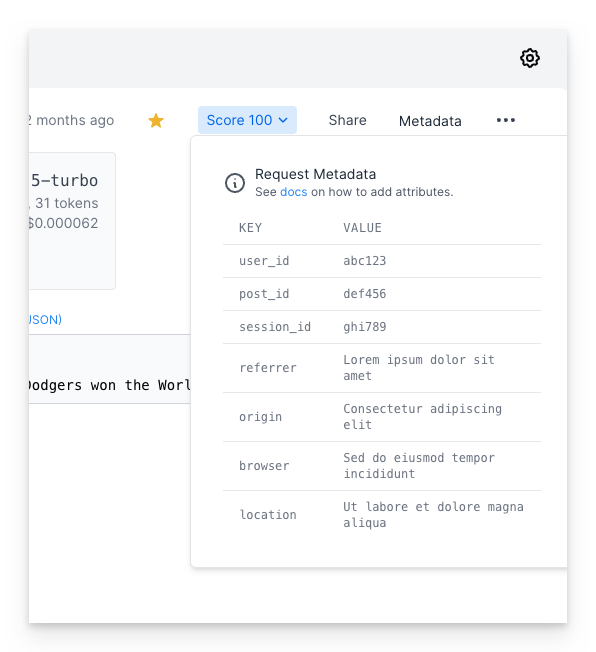 2 months ago Score 100 Share Metadata
Request Metadata
See docs on how to add attributes.
5-turbo
, 31 tokens
$0.000062
KEY VALUE
user_id abc123
post_id def456
session_id ghi789
referrer Lorem ipsum dolor sit
amet
origin Consectetur adipiscing
elit
browser Sed do eiusmod tempor
incididunt
location Ut labore et dolore magna
aliqua
JSON)
Dodgers won the Worl